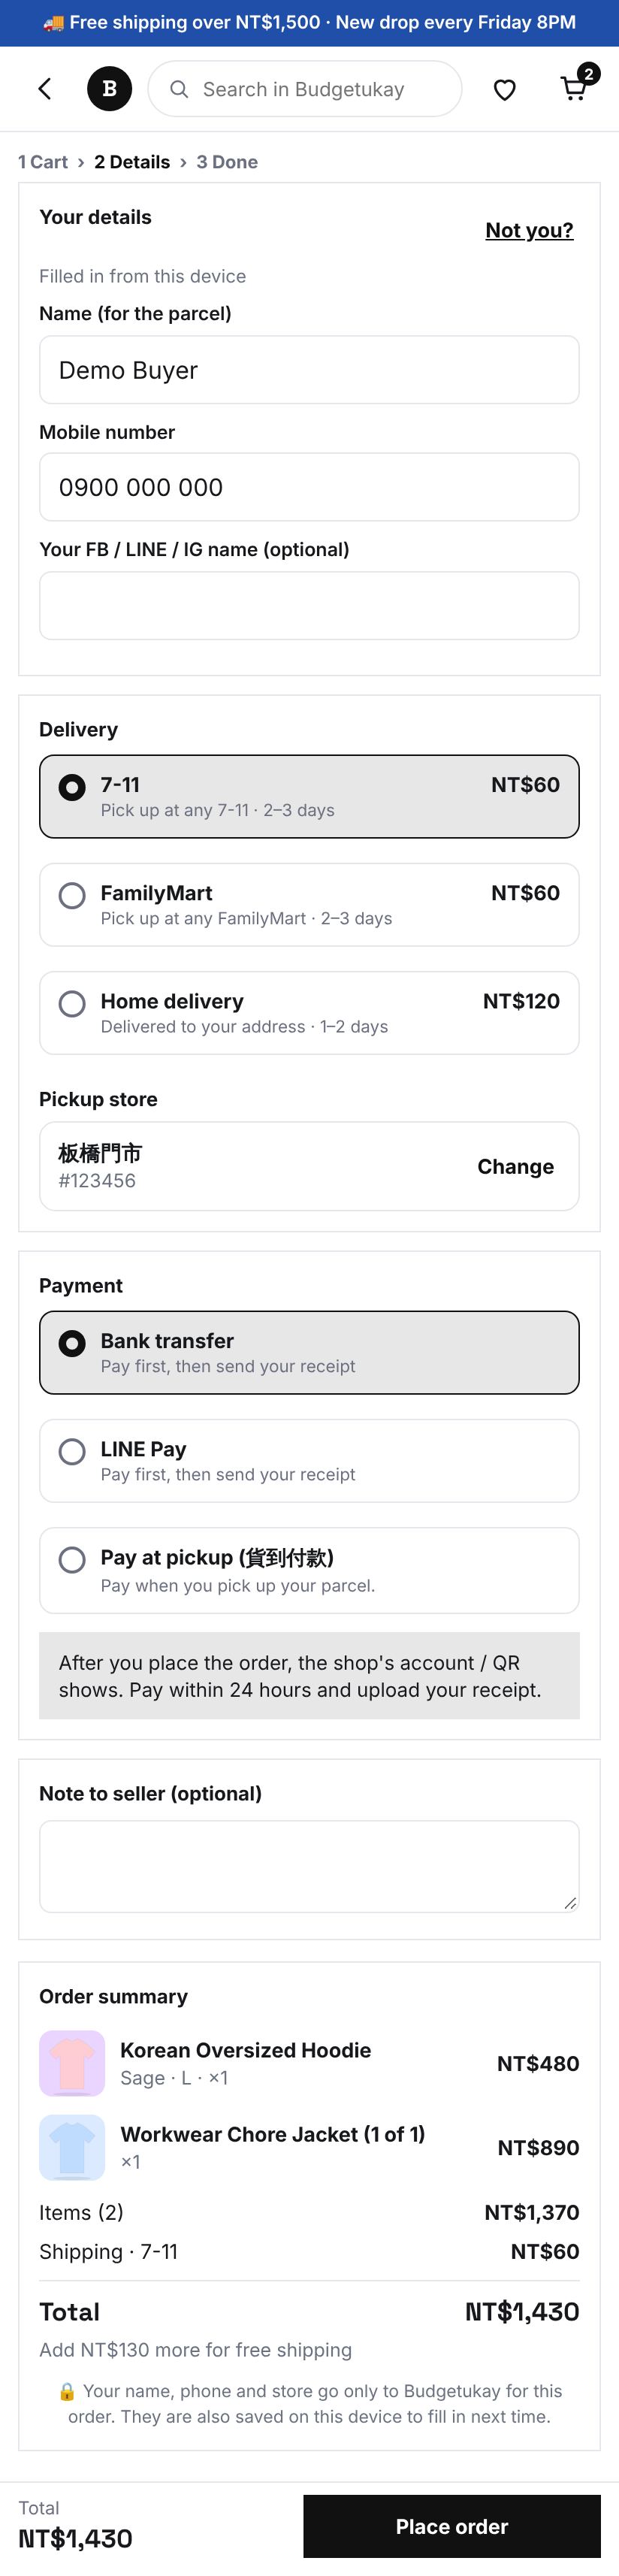 🚚 Free shipping over NT$1,500 · New drop every Friday 8PM
B
Search in Budgetukay
2
1 Cart › 2 Details › 3 Done
Your details
Not you?
Filled in from this device
Name (for the parcel)
Demo Buyer
Mobile number
0900 000 000
Your FB / LINE / IG name (optional)
Delivery
7-11 NT$60
Pick up at any 7-11 · 2–3 days
FamilyMart NT$60
Pick up at any FamilyMart · 2–3 days
Home delivery NT$120
Delivered to your address · 1–2 days
Pickup store
板橋門市
#123456
Change
Payment
Bank transfer
Pay first, then send your receipt
LINE Pay
Pay first, then send your receipt
Pay at pickup (貨到付款)
Pay when you pick up your parcel.
After you place the order, the shop's account / QR
shows. Pay within 24 hours and upload your receipt.
Note to seller (optional)
Order summary
Korean Oversized Hoodie
Sage · L · ×1
NT$480
Workwear Chore Jacket (1 of 1)
×1
NT$890
Items (2) NT$1,370
Shipping · 7-11 NT$60
Total NT$1,430
Add NT$130 more for free shipping
🔒 Your name, phone and store go only to Budgetukay for this
order. They are also saved on this device to fill in next time.
Total
NT$1,430
Place order